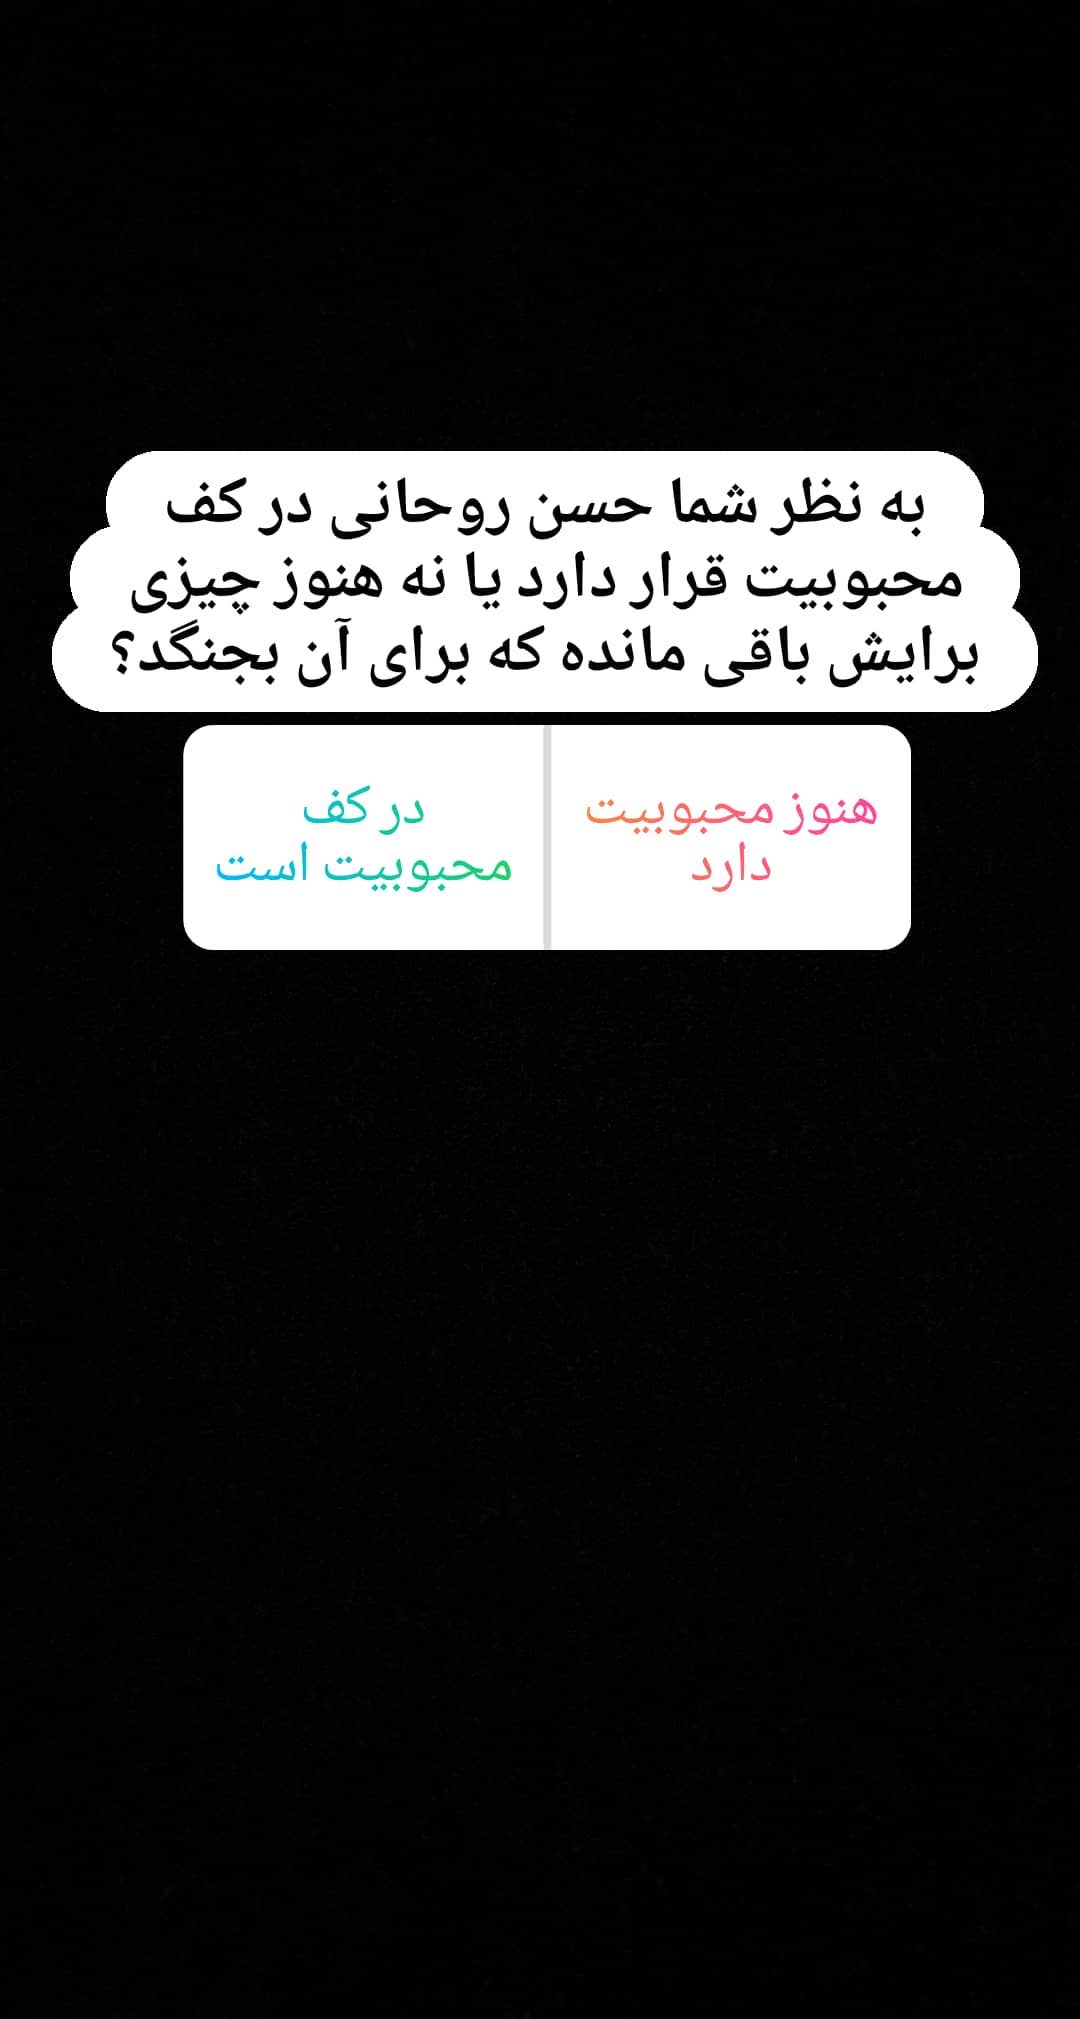 به نظر شما حسن روحانی در کف
محبوبیت قرار دارد یا نه هنوز چیزی
برایش باقی مانده که برای آن بجنگد؟
هنوز محبوبیت
دارد
در کف
محبوبیت است